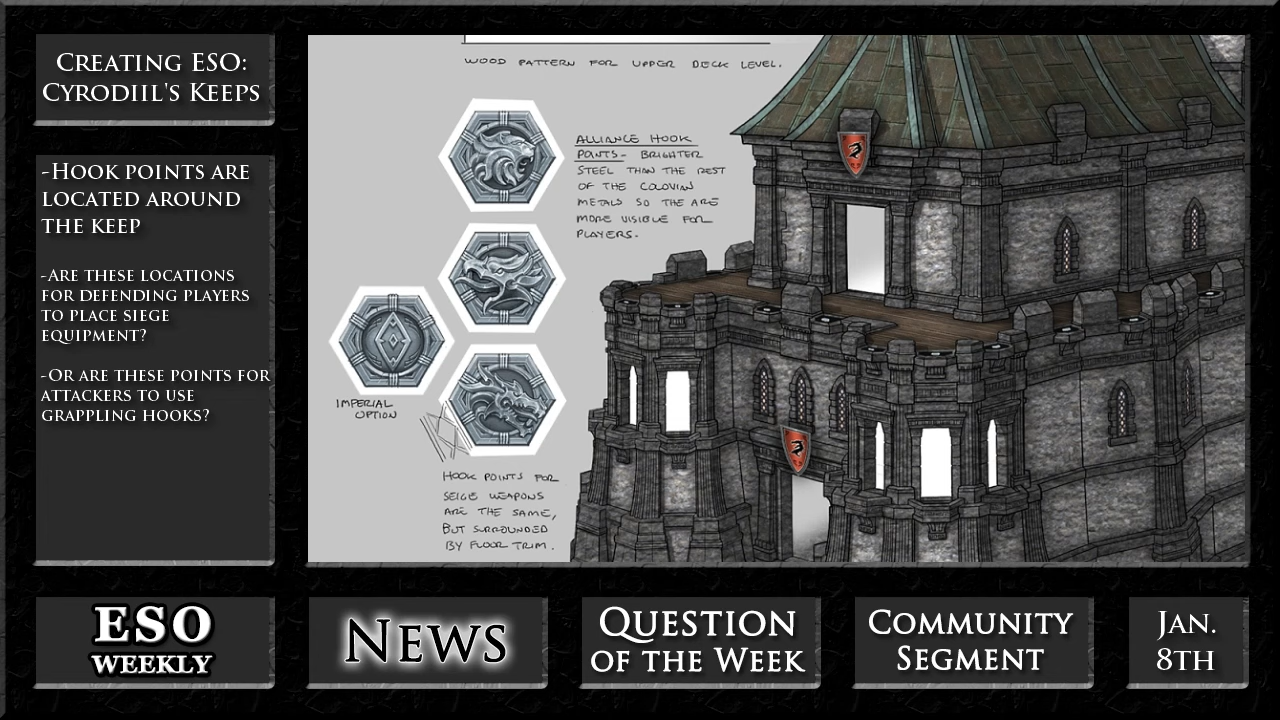 Creating ESO:
Cyrodiil's Keeps
-Hook points are
located around
the keep
-Are these locations
for defending players
to place siege
equipment?
-Or are these points for
attackers to use
grappling hooks?
WOOD PATTERN FOR UPPER DECK LEVEL.
ALLIANCE HOOK
POINTS- BRIGHTER
STEEL THAN THE REST
OF THE COLOVIAN
METALS SO THE ARE
MORE VISIBLE FOR
PLAYERS.
IMPERIAL
OPTION
HOOK POINTS FOR
SEIGE WEAPONS
ARE THE SAME,
BUT SURROUNDED
BY FLOOR TRIM.
ESO
WEEKLY
News
Question
of the Week
Community
Segment
Jan.
8th